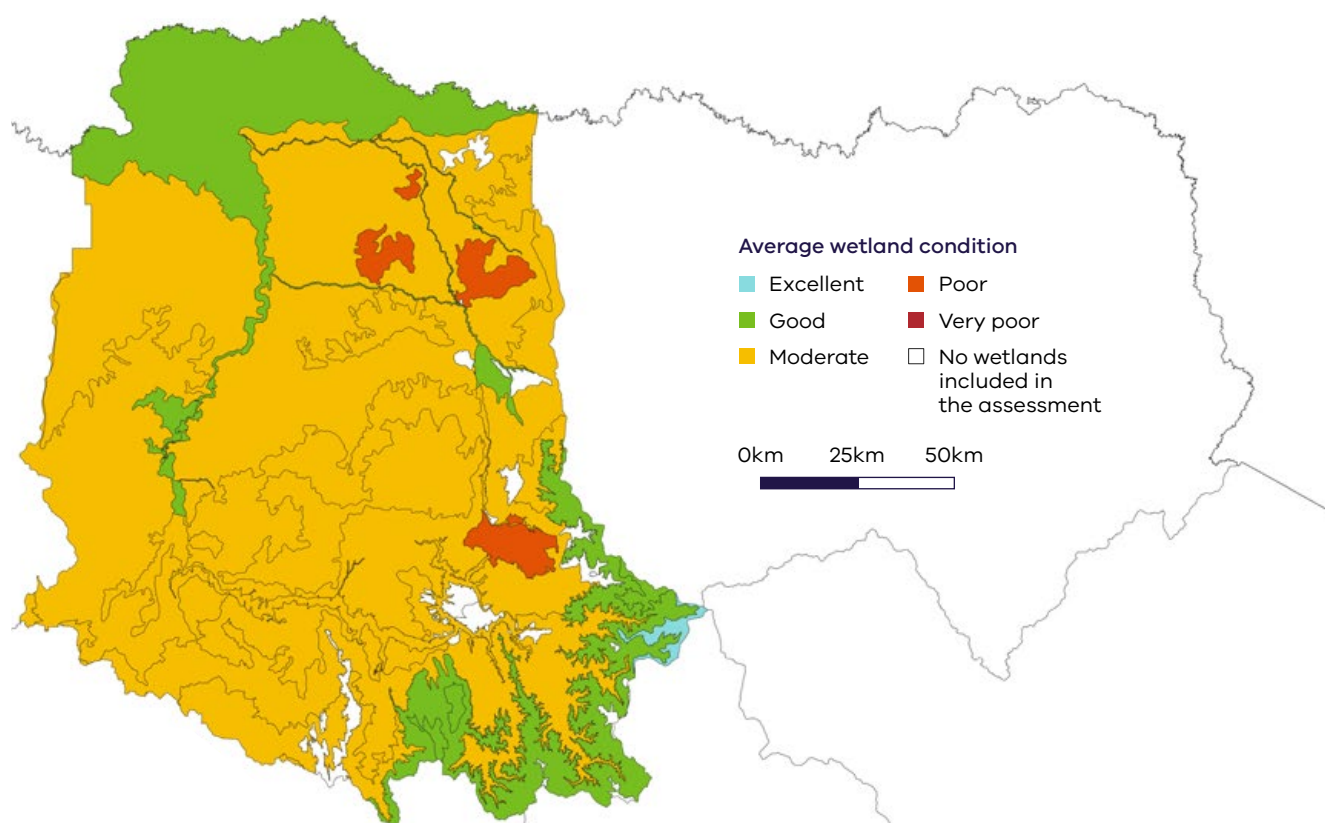 Average wetland condition
Excellent
Good
Moderate
Poor
Very poor
No wetlands
included in
the assessment
0km 25km 50km